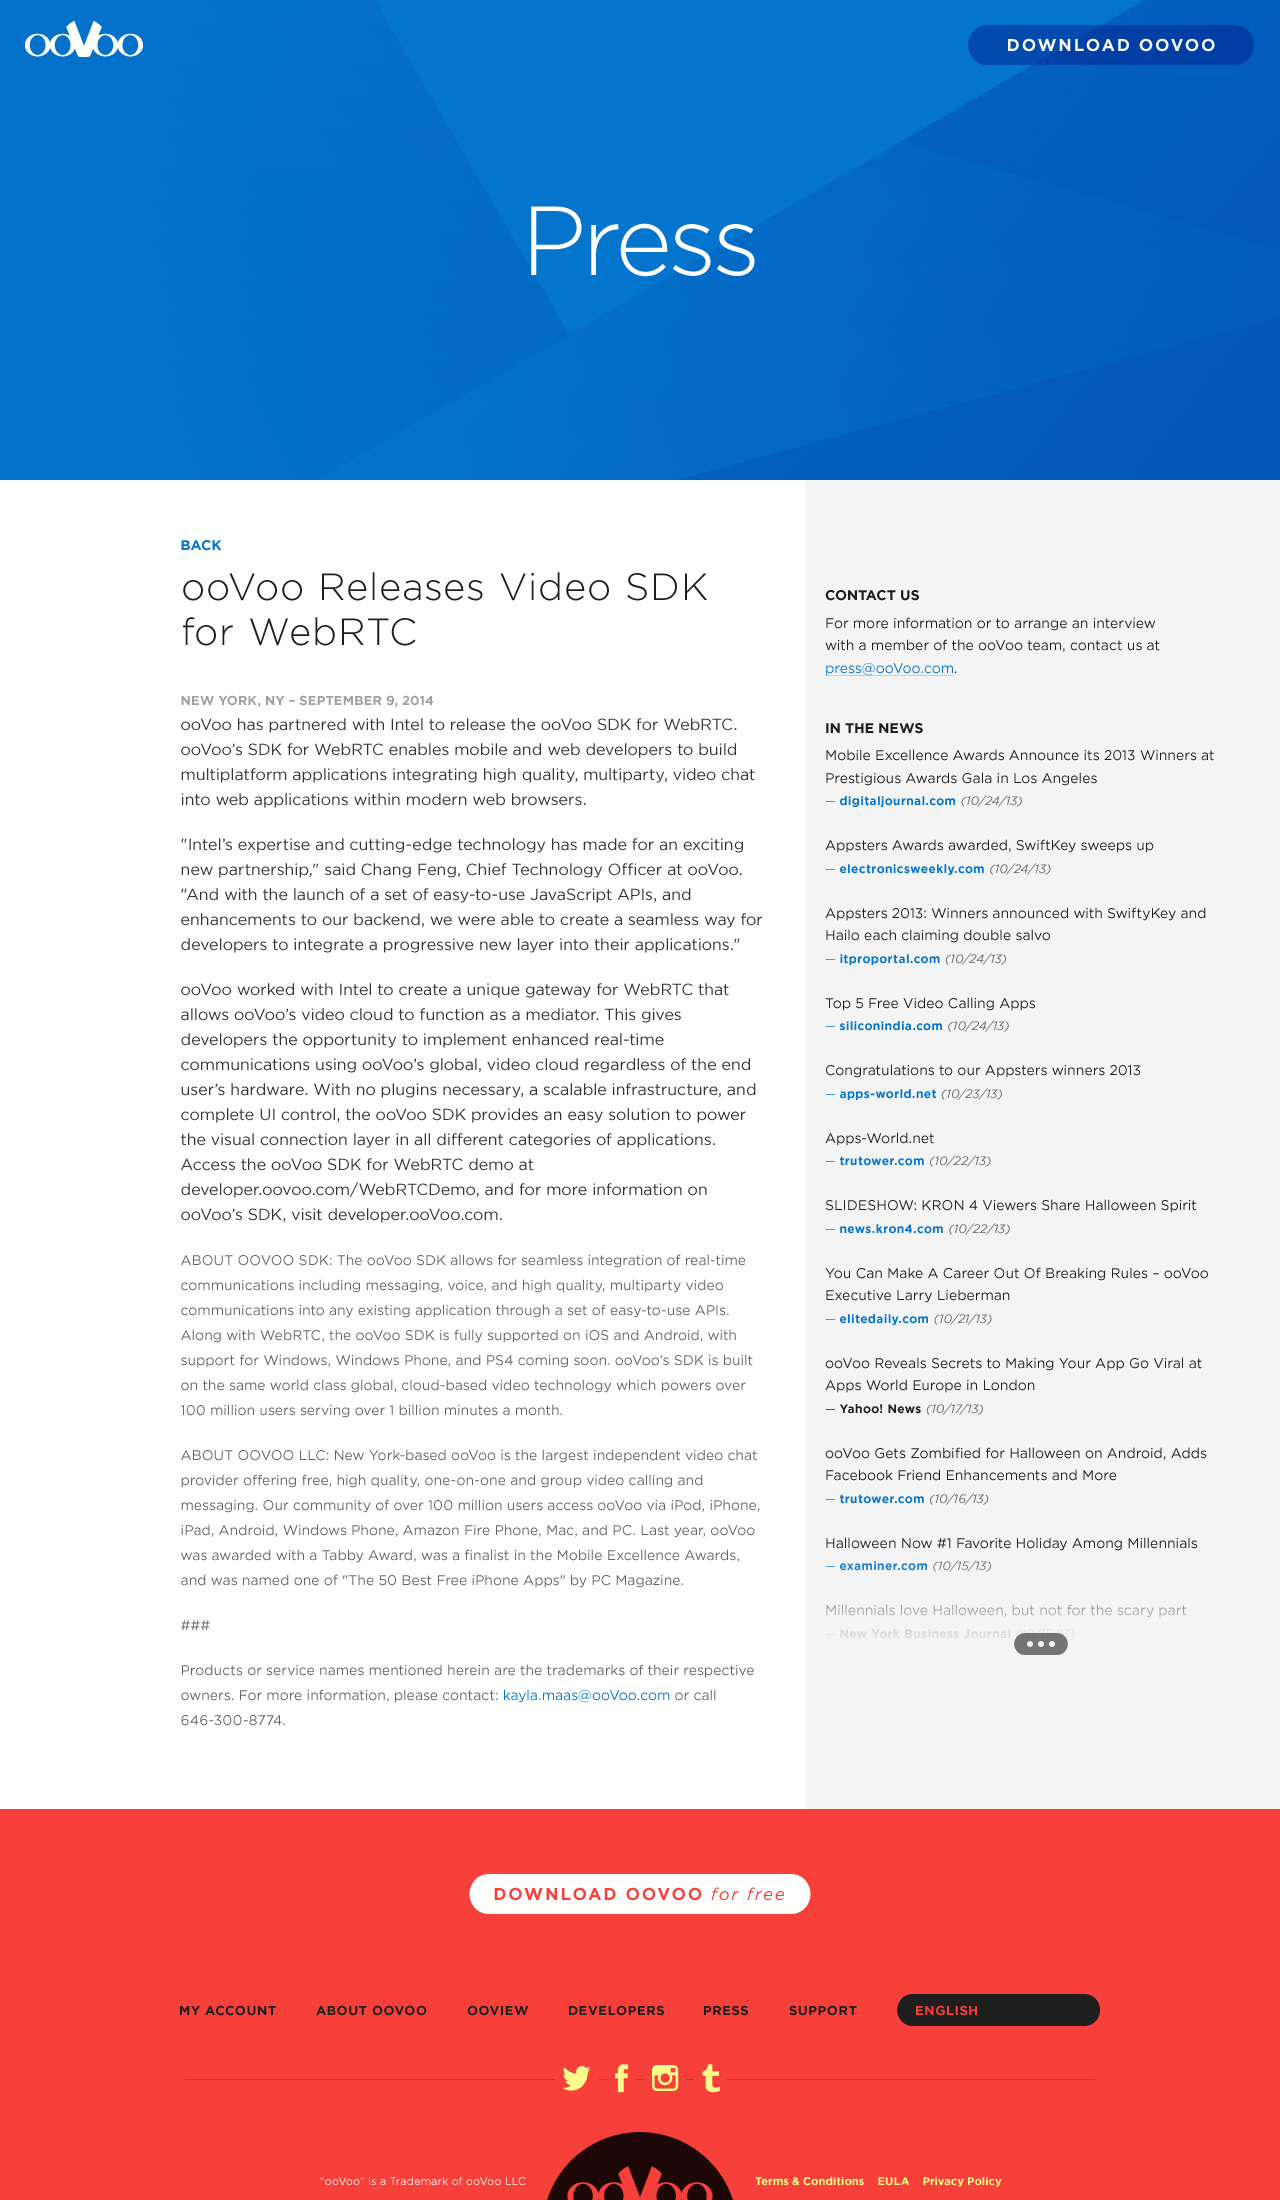 ooVoo
DOWNLOAD OOVOO
Press
BACK
ooVoo Releases Video SDK
for WebRTC
NEW YORK, NY – SEPTEMBER 9, 2014
ooVoo has partnered with Intel to release the ooVoo SDK for WebRTC.
ooVoo’s SDK for WebRTC enables mobile and web developers to build
multiplatform applications integrating high quality, multiparty, video chat
into web applications within modern web browsers.
"Intel’s expertise and cutting-edge technology has made for an exciting
new partnership," said Chang Feng, Chief Technology Officer at ooVoo.
"And with the launch of a set of easy-to-use JavaScript APIs, and
enhancements to our backend, we were able to create a seamless way for
developers to integrate a progressive new layer into their applications."
ooVoo worked with Intel to create a unique gateway for WebRTC that
allows ooVoo’s video cloud to function as a mediator. This gives
developers the opportunity to implement enhanced real-time
communications using ooVoo’s global, video cloud regardless of the end
user’s hardware. With no plugins necessary, a scalable infrastructure, and
complete UI control, the ooVoo SDK provides an easy solution to power
the visual connection layer in all different categories of applications.
Access the ooVoo SDK for WebRTC demo at
developer.oovoo.com/WebRTCDemo, and for more information on
ooVoo’s SDK, visit developer.ooVoo.com.
ABOUT OOVOO SDK: The ooVoo SDK allows for seamless integration of real-time
communications including messaging, voice, and high quality, multiparty video
communications into any existing application through a set of easy-to-use APIs.
Along with WebRTC, the ooVoo SDK is fully supported on iOS and Android, with
support for Windows, Windows Phone, and PS4 coming soon. ooVoo’s SDK is built
on the same world class global, cloud-based video technology which powers over
100 million users serving over 1 billion minutes a month.
ABOUT OOVOO LLC: New York-based ooVoo is the largest independent video chat
provider offering free, high quality, one-on-one and group video calling and
messaging. Our community of over 100 million users access ooVoo via iPod, iPhone,
iPad, Android, Windows Phone, Amazon Fire Phone, Mac, and PC. Last year, ooVoo
was awarded with a Tabby Award, was a finalist in the Mobile Excellence Awards,
and was named one of "The 50 Best Free iPhone Apps" by PC Magazine.
###
Products or service names mentioned herein are the trademarks of their respective
owners. For more information, please contact: kayla.maas@ooVoo.com or call
646-300-8774.
CONTACT US
For more information or to arrange an interview
with a member of the ooVoo team, contact us at
press@ooVoo.com.
IN THE NEWS
Mobile Excellence Awards Announce its 2013 Winners at
Prestigious Awards Gala in Los Angeles
— digitaljournal.com (10/24/13)
Appsters Awards awarded, SwiftKey sweeps up
— electronicsweekly.com (10/24/13)
Appsters 2013: Winners announced with SwiftyKey and
Hailo each claiming double salvo
— itproportal.com (10/24/13)
Top 5 Free Video Calling Apps
— siliconindia.com (10/24/13)
Congratulations to our Appsters winners 2013
— apps-world.net (10/23/13)
Apps-World.net
— trutower.com (10/22/13)
SLIDESHOW: KRON 4 Viewers Share Halloween Spirit
— news.kron4.com (10/22/13)
You Can Make A Career Out Of Breaking Rules – ooVoo
Executive Larry Lieberman
— elitedaily.com (10/21/13)
ooVoo Reveals Secrets to Making Your App Go Viral at
Apps World Europe in London
— Yahoo! News (10/17/13)
ooVoo Gets Zombified for Halloween on Android, Adds
Facebook Friend Enhancements and More
— trutower.com (10/16/13)
Halloween Now #1 Favorite Holiday Among Millennials
— examiner.com (10/15/13)
Millennials love Halloween, but not for the scary part
— New York Business Journal
DOWNLOAD OOVOO for free
MY ACCOUNT
ABOUT OOVOO
OOVIEW
DEVELOPERS
PRESS
SUPPORT
ENGLISH
“ooVoo” is a Trademark of ooVoo LLC
ooVoo
Terms & Conditions
EULA
Privacy Policy